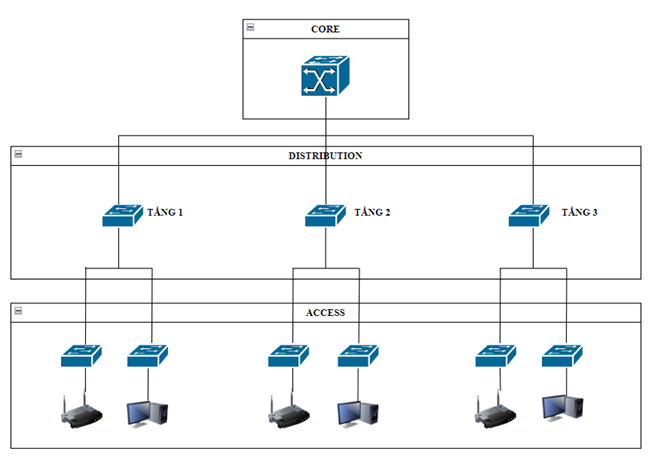 CORE
DISTRIBUTION
TẦNG 1
TẦNG 2
TẦNG 3
ACCESS